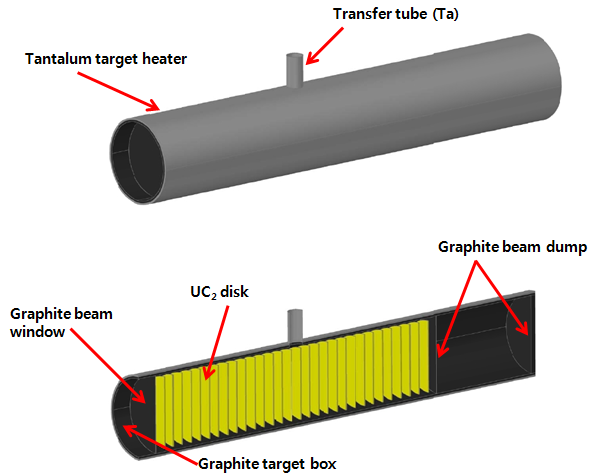 Transfer tube (Ta)
Tantalum target heater
Graphite beam dump
UC₂ disk
Graphite beam
window
Graphite target box